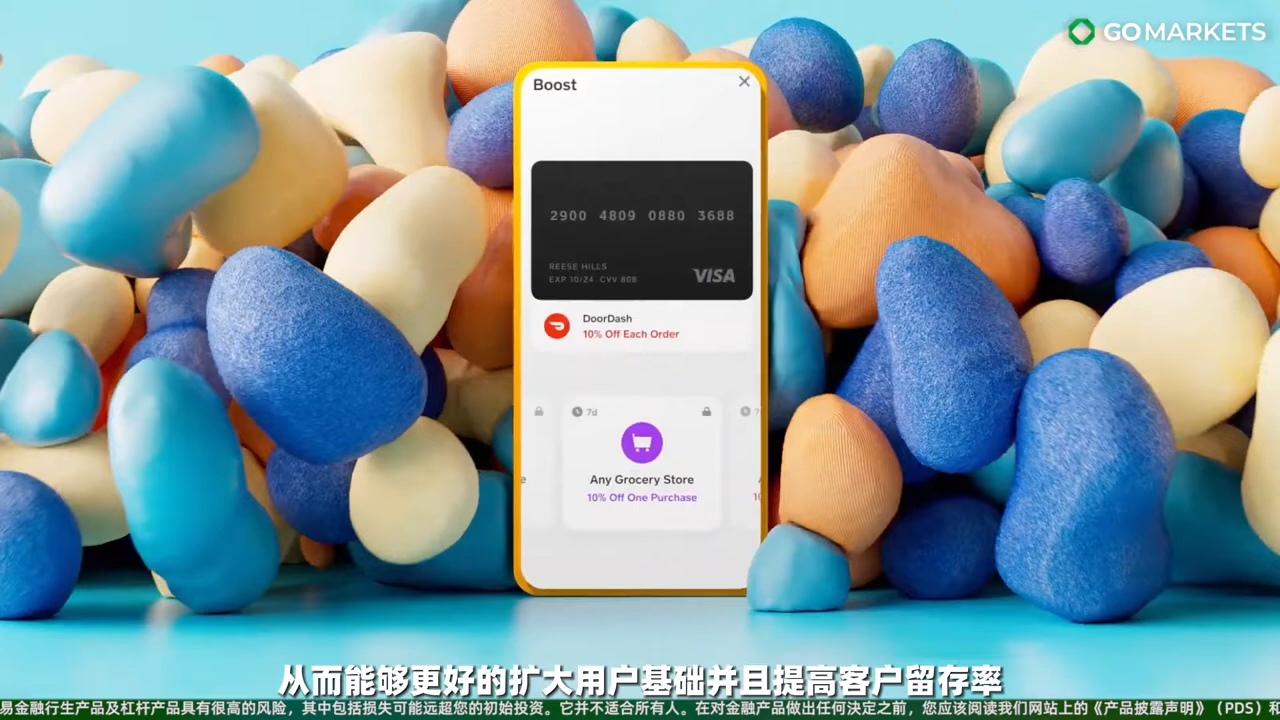 GO MARKETS
Boost
2900 4809 0880 3688
REESE HILLS
EXP 10/24 CVV 808
VISA
DoorDash
10% Off Each Order
7d
Any Grocery Store
10% Off One Purchase
从而能够更好的扩大用户基础并且提高客户留存率
易金融行生产品及杠杆产品具有很高的风险，其中包括损失可能远超您的初始投资。它并不适合所有人。在对金融产品做出任何决定之前，您应该阅读我们网站上的《产品披露声明》（PDS）和